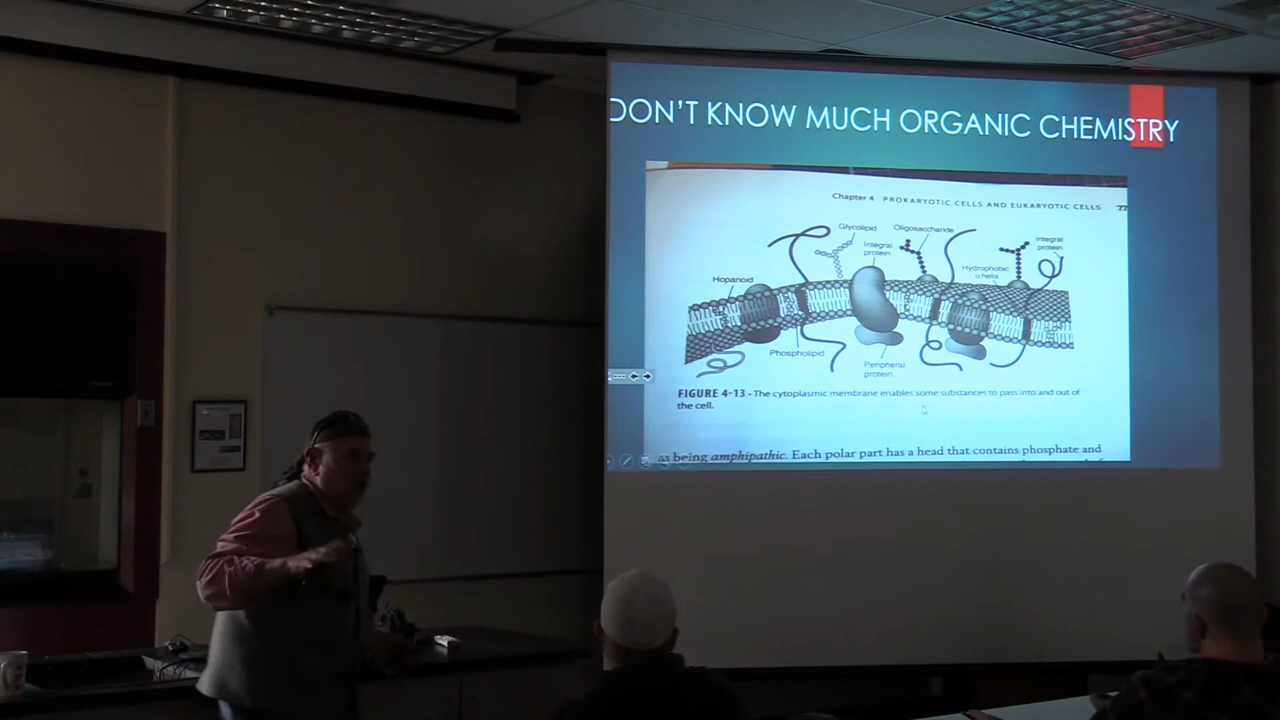 DON'T KNOW MUCH ORGANIC CHEMISTRY
Chapter 4 PROKARYOTIC CELLS AND EUKARYOTIC CELLS 77
Glycolipid
Oligosaccharide
Integral
protein
Integral
protein
Hydrophobic
α helix
Hopanoid
Phospholipid
Peripheral
protein
FIGURE 4-13 • The cytoplasmic membrane enables some substances to pass into and out of
the cell.
as being amphipathic. Each polar part has a head that contains phosphate and